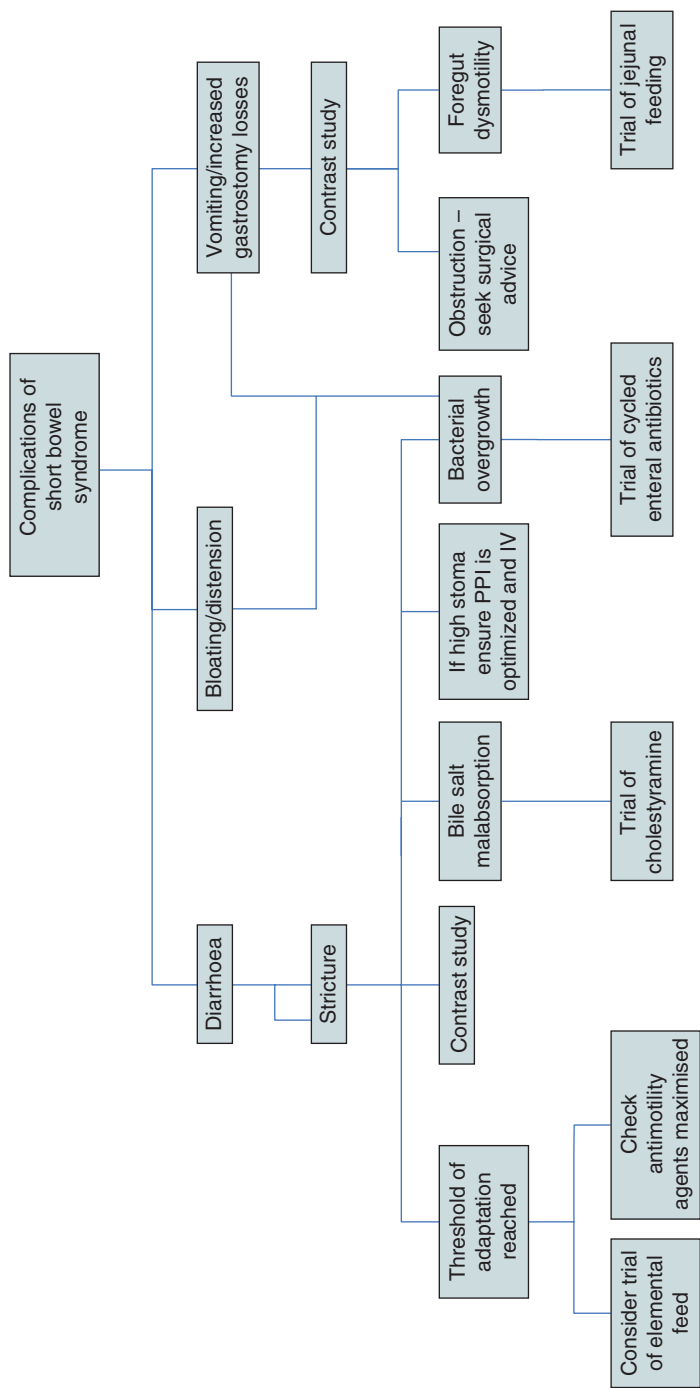 Complications of
short bowel
syndrome
Diarrhoea
Bloating/distension
Vomiting/increased
gastrostomy losses
Stricture
Contrast study
Threshold of
adaptation
reached
Contrast study
Bile salt
malabsorption
If high stoma
ensure PPI is
optimized and IV
Bacterial
overgrowth
Obstruction –
seek surgical
advice
Foregut
dysmotility
Consider trial
of elemental
feed
Check
antimotility
agents maximised
Trial of
cholestyramine
Trial of cycled
enteral antibiotics
Trial of jejunal
feeding